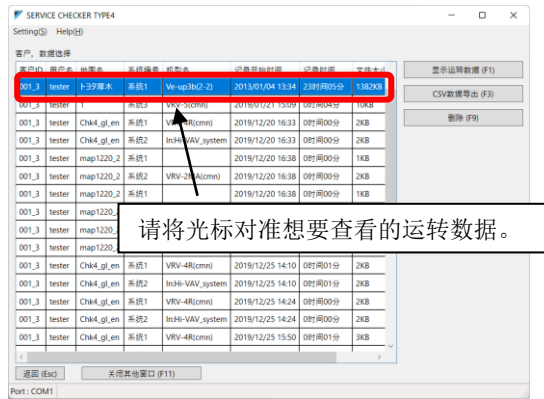 SERVICE CHECKER TYPE4
Setting(S) Help(H)
客户、数据选择
客户ID 用户名 地图名 系统编号 机型名 记录开始时间 记录时间 文件大小
001_3 tester トヨタ厚木 系统1 Ve-up3b(2-2) 2013/01/04 13:34 23时间05分 1382KB
001_3 tester 1 系统3 VRV-5(cmn) 2019/01/21 15:09 0时间04分 10KB
001_3 tester Chk4_gl_en 系统1 VRV-4R(cmn) 2019/12/20 16:33 0时间00分 2KB
001_3 tester Chk4_gl_en 系统2 In:Hi-VAV_system 2019/12/20 16:33 0时间00分 2KB
001_3 tester map1220_2 系统1 2019/12/20 16:38 0时间00分 1KB
001_3 tester map1220_2 系统2 VRV-2M/A(cmn) 2019/12/20 16:38 0时间00分 2KB
001_3 tester map1220_2 系统1 2019/12/20 16:38 0时间00分 1KB
001_3 tester map1220_
001_3 tester map1220_
001_3 tester map1220_
请将光标对准想要查看的运转数据。
001_3 tester Chk4_gl_en 系统1 VRV-4R(cmn) 2019/12/25 14:10 0时间01分 2KB
001_3 tester Chk4_gl_en 系统2 In:Hi-VAV_system 2019/12/25 14:10 0时间01分 2KB
001_3 tester Chk4_gl_en 系统1 VRV-4R(cmn) 2019/12/25 14:24 0时间00分 2KB
001_3 tester Chk4_gl_en 系统2 In:Hi-VAV_system 2019/12/25 14:24 0时间00分 2KB
001_3 tester Chk4_gl_en 系统1 VRV-4R(cmn) 2019/12/25 15:50 0时间01分 3KB
显示运转数据 (F1)
CSV数据导出 (F3)
删除 (F9)
返回 (Esc) 关闭其他窗口 (F11)
Port : COM1